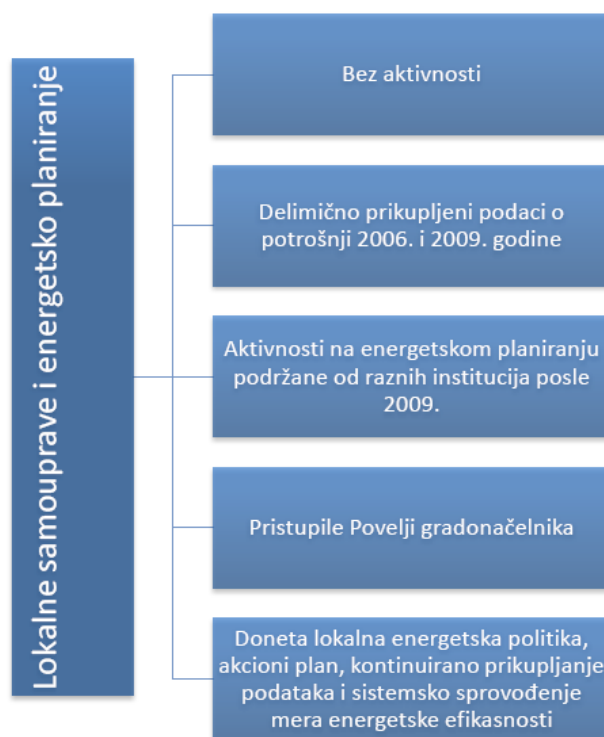 Lokalne samouprave i energetsko planiranje
Bez aktivnosti
Delimično prikupljeni podaci o
potrošnji 2006. i 2009. godine
Aktivnosti na energetskom planiranju
podržane od raznih institucija posle
2009.
Pristupile Povelji gradonačelnika
Doneta lokalna energetska politika,
akcioni plan, kontinuirano prikupljanje
podataka i sistemsko sprovođenje
mera energetske efikasnosti